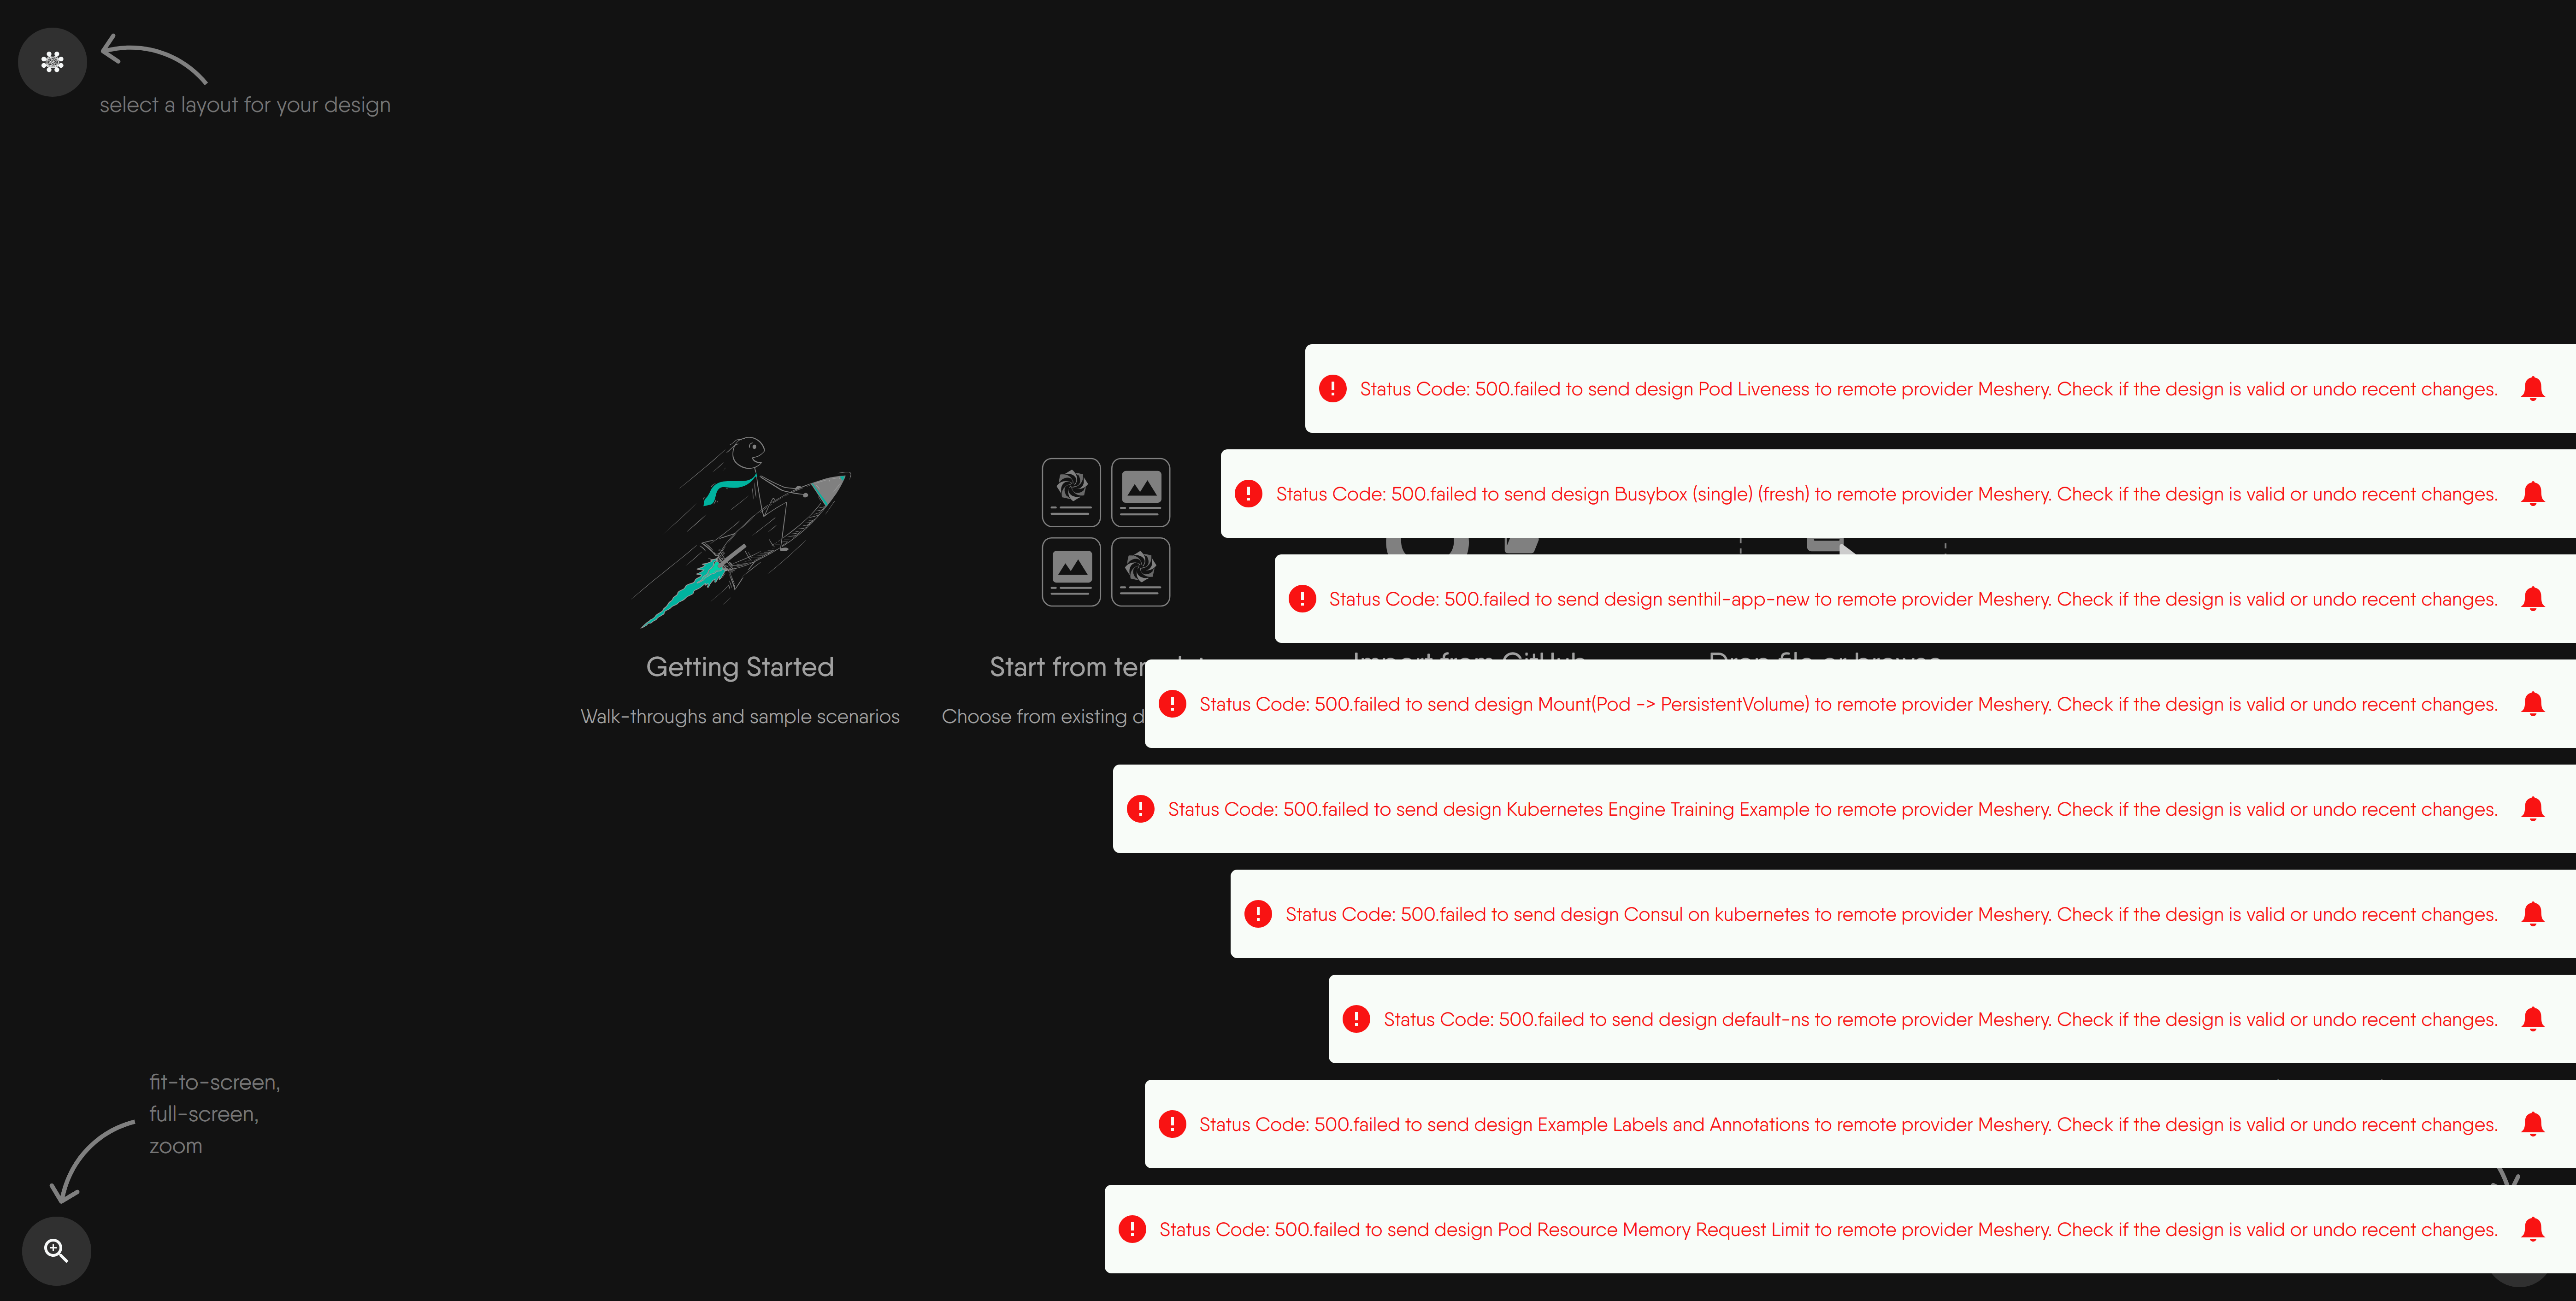 select a layout for your design
Status Code: 500.failed to send design Pod Liveness to remote provider Meshery. Check if the design is valid or undo recent changes.
Status Code: 500.failed to send design Busybox (single) (fresh) to remote provider Meshery. Check if the design is valid or undo recent changes.
Status Code: 500.failed to send design senthil-app-new to remote provider Meshery. Check if the design is valid or undo recent changes.
Getting Started
Start from
Import from GitHub
Drop file or browse
Walk-throughs and sample scenarios
Choose from existing
Status Code: 500.failed to send design Mount(Pod -> PersistentVolume) to remote provider Meshery. Check if the design is valid or undo recent changes.
Status Code: 500.failed to send design Kubernetes Engine Training Example to remote provider Meshery. Check if the design is valid or undo recent changes.
Status Code: 500.failed to send design Consul on kubernetes to remote provider Meshery. Check if the design is valid or undo recent changes.
Status Code: 500.failed to send design default-ns to remote provider Meshery. Check if the design is valid or undo recent changes.
fit-to-screen,
full-screen,
zoom
Status Code: 500.failed to send design Example Labels and Annotations to remote provider Meshery. Check if the design is valid or undo recent changes.
Status Code: 500.failed to send design Pod Resource Memory Request Limit to remote provider Meshery. Check if the design is valid or undo recent changes.